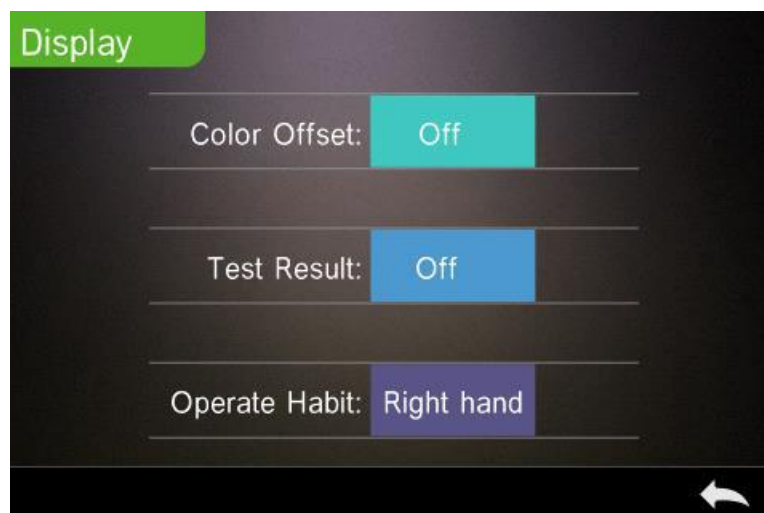 Display
Color Offset: Off
Test Result: Off
Operate Habit: Right hand